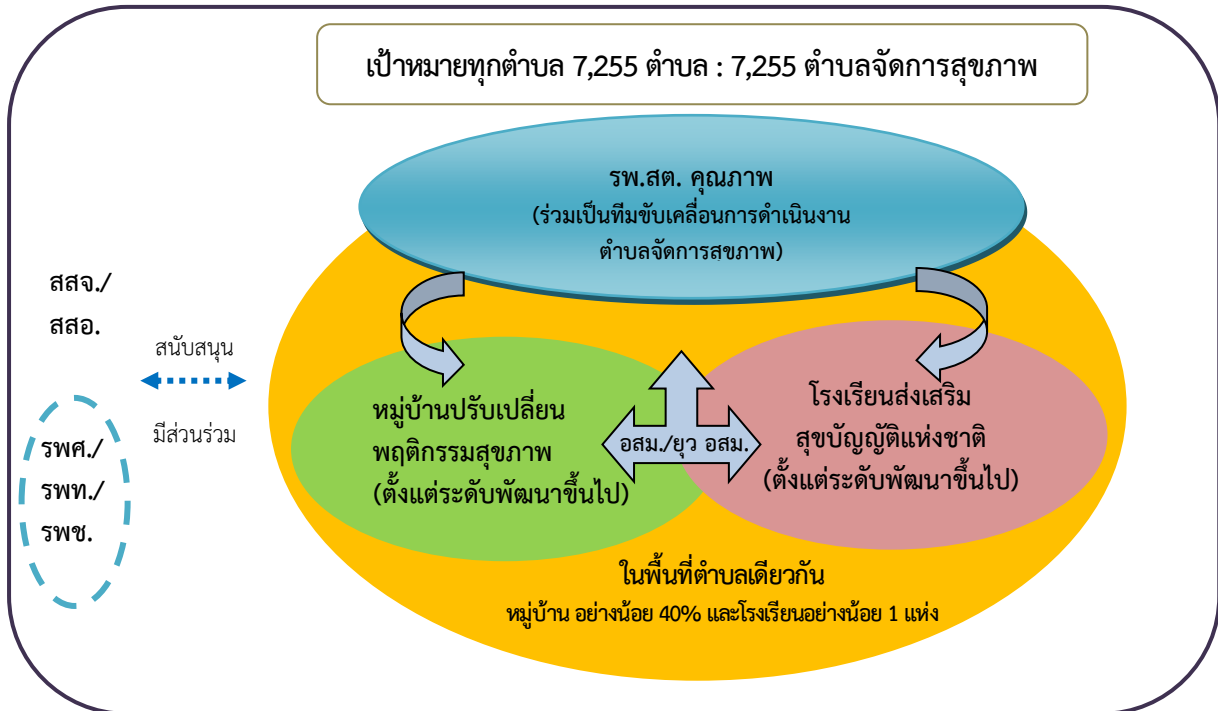 เป้าหมายทุกตำบล 7,255 ตำบล : 7,255 ตำบลจัดการสุขภาพ
รพ.สต. คุณภาพ
(ร่วมเป็นทีมขับเคลื่อนการดำเนินงาน
ตำบลจัดการสุขภาพ)
สสจ./
สสอ.
สนับสนุน
มีส่วนร่วม
รพศ./
รพท./
รพช.
หมู่บ้านปรับเปลี่ยน
พฤติกรรมสุขภาพ
(ตั้งแต่ระดับพัฒนาขึ้นไป)
อสม./ยุว อสม.
โรงเรียนส่งเสริม
สุขบัญญัติแห่งชาติ
(ตั้งแต่ระดับพัฒนาขึ้นไป)
ในพื้นที่ตำบลเดียวกัน
หมู่บ้าน อย่างน้อย 40% และโรงเรียนอย่างน้อย 1 แห่ง